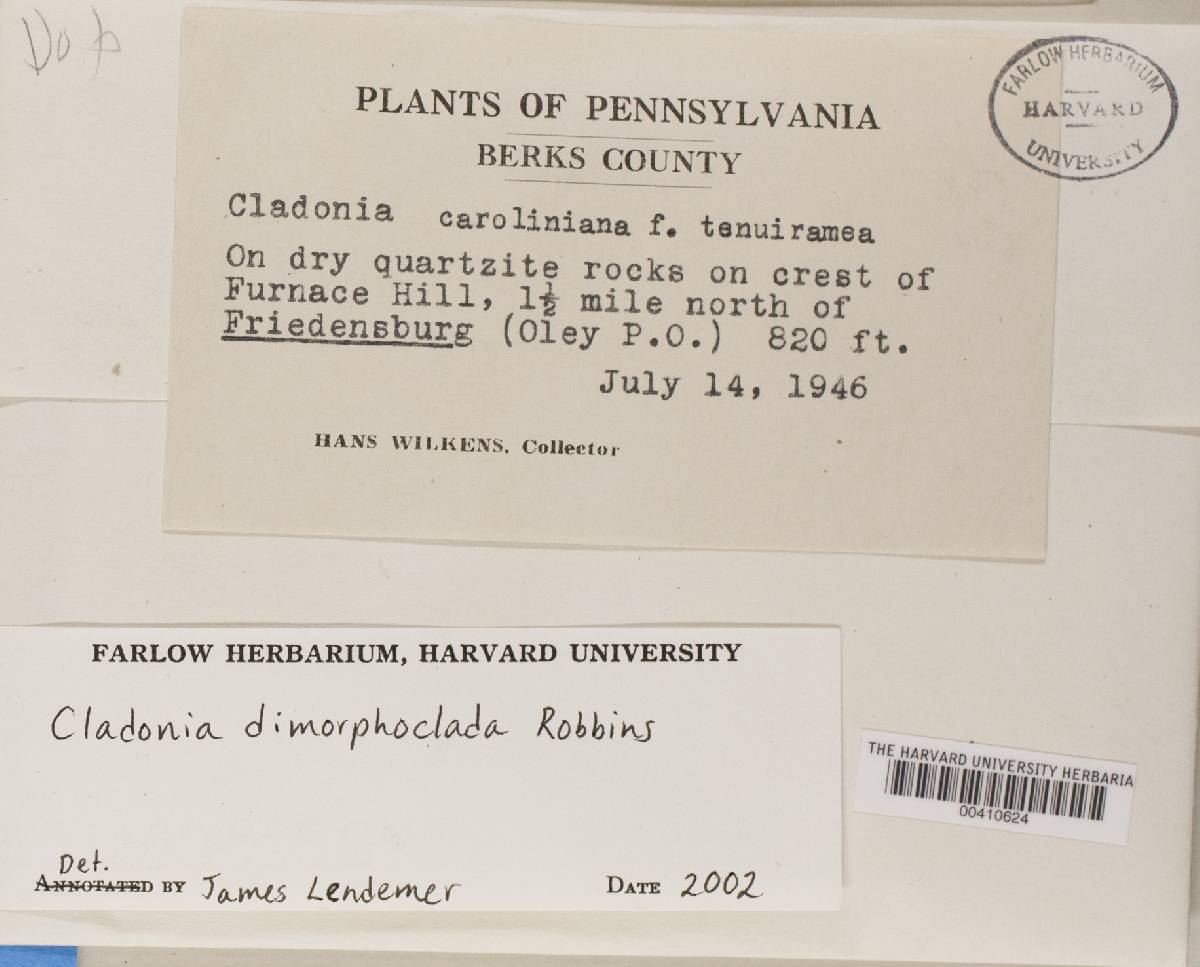 FARLOW HERBARIUM
HARVARD
UNIVERSITY
PLANTS OF PENNSYLVANIA
BERKS COUNTY
Cladonia caroliniana f. tenuiramea
On dry quartzite rocks on crest of
Furnace Hill, 1½ mile north of
Friedensburg (Oley P.O.) 820 ft.
July 14, 1946
HANS WILKENS, Collector
FARLOW HERBARIUM, HARVARD UNIVERSITY
Cladonia dimorphoclada Robbins
Det.
ANNOTATED BY James Lendemer DATE 2002
THE HARVARD UNIVERSITY HERBARIA
00410624